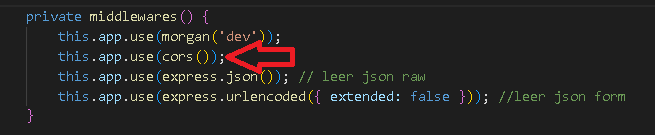 private middlewares() {
this.app.use(morgan('dev'));
this.app.use(cors());
this.app.use(express.json()); // leer json raw
this.app.use(express.urlencoded({ extended: false })); //leer json form
}